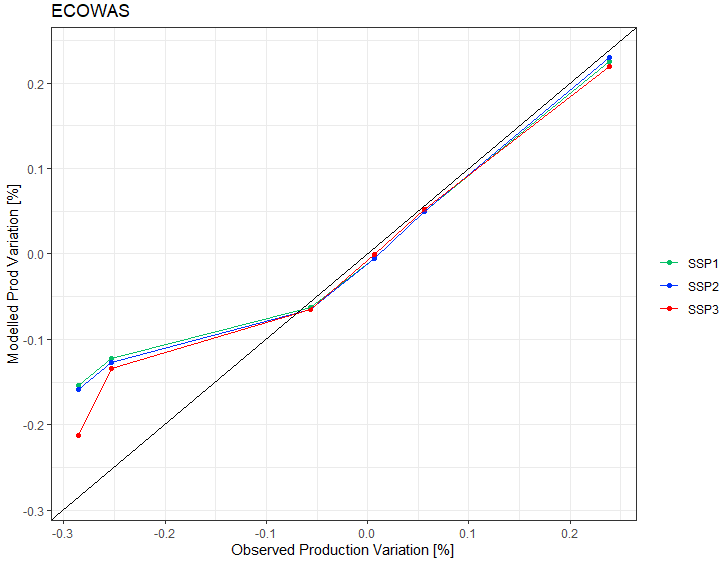 ECOWAS
Modelled Prod Variation [%]
0.2
0.1
0.0
-0.1
-0.2
-0.3
-0.3 -0.2 -0.1 0.0 0.1 0.2
Observed Production Variation [%]
SSP1
SSP2
SSP3